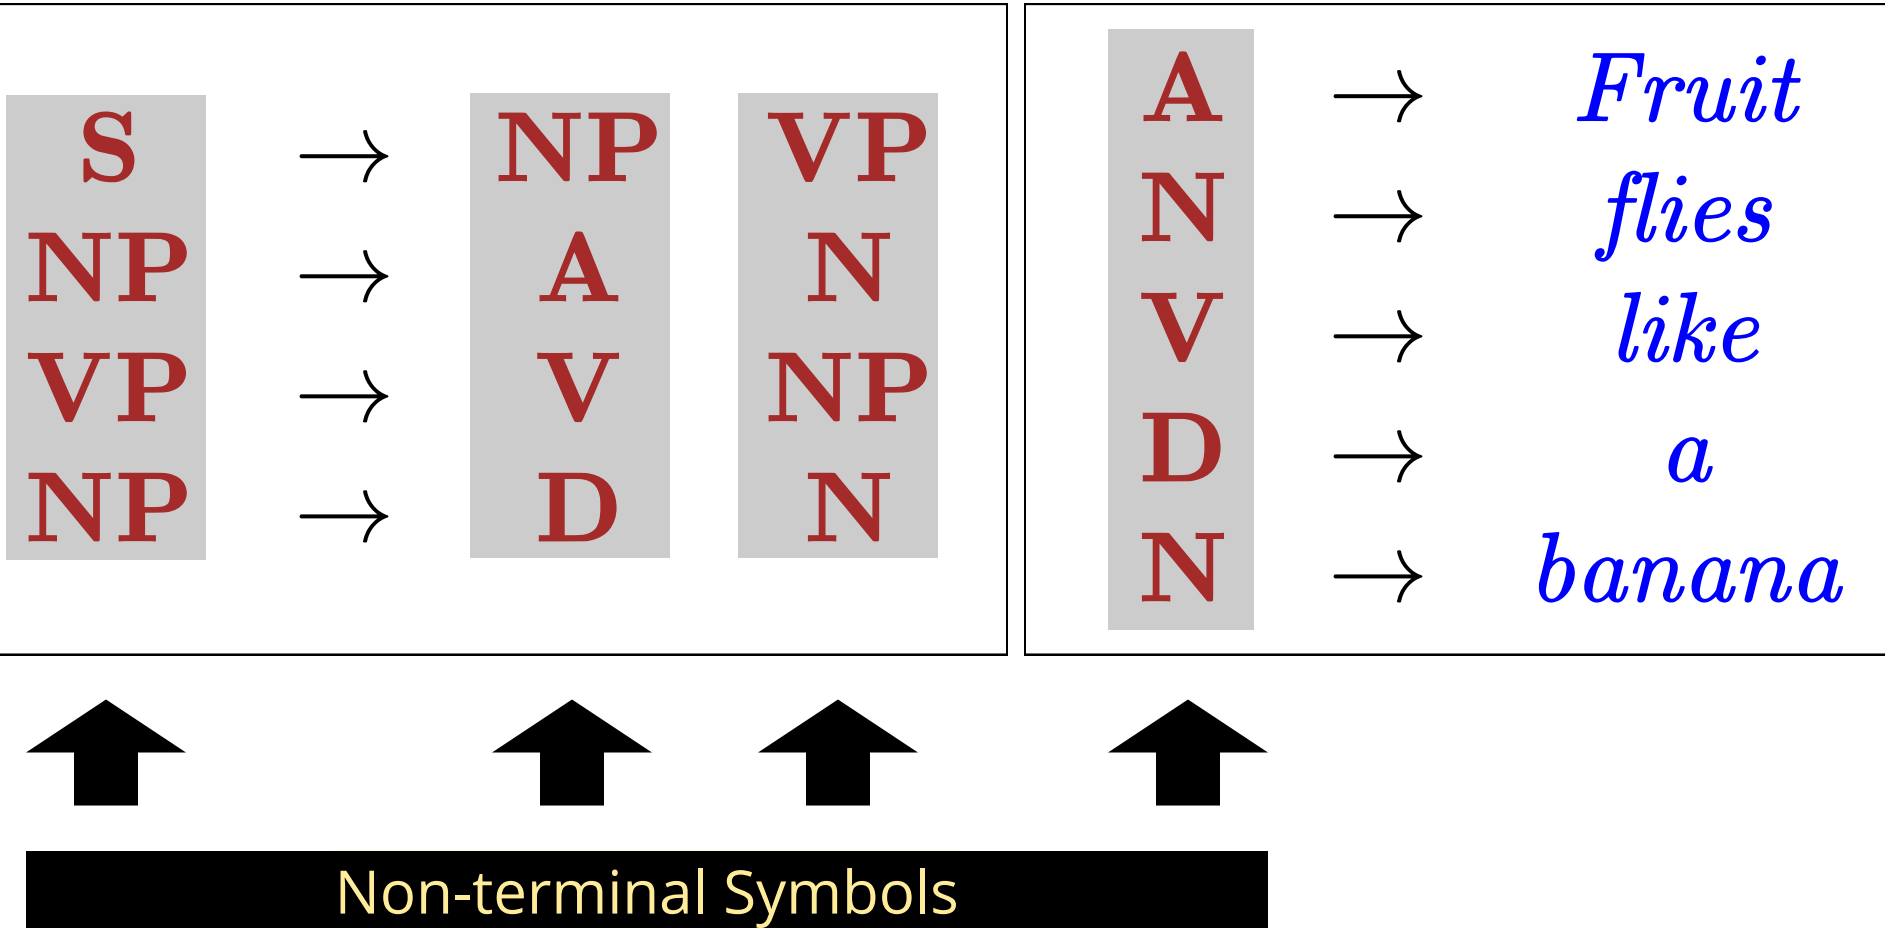 S → NP VP
NP → A N
VP → V NP
NP → D N
A → Fruit
N → flies
V → like
D → a
N → banana
Non-terminal Symbols